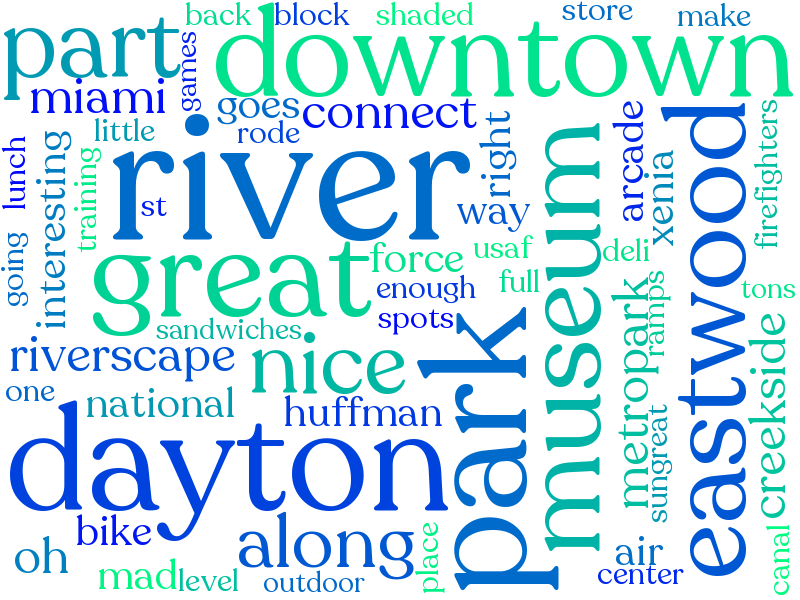 back
block
shaded
store
make
part
games
downtown
miami
goes
connect
little
rode
right
arcade
firefighters
lunch
interesting
training
river
st
way
museum
xenia
eastwood
going
great
force
usaf
deli
enough
full
tons
sandwiches
spots
ramps
riverscape
nice
park
metropark
creekside
one
national
huffman
sungreat
dayton
bike
along
oh
mad
level
outdoor
place
air
center
canal